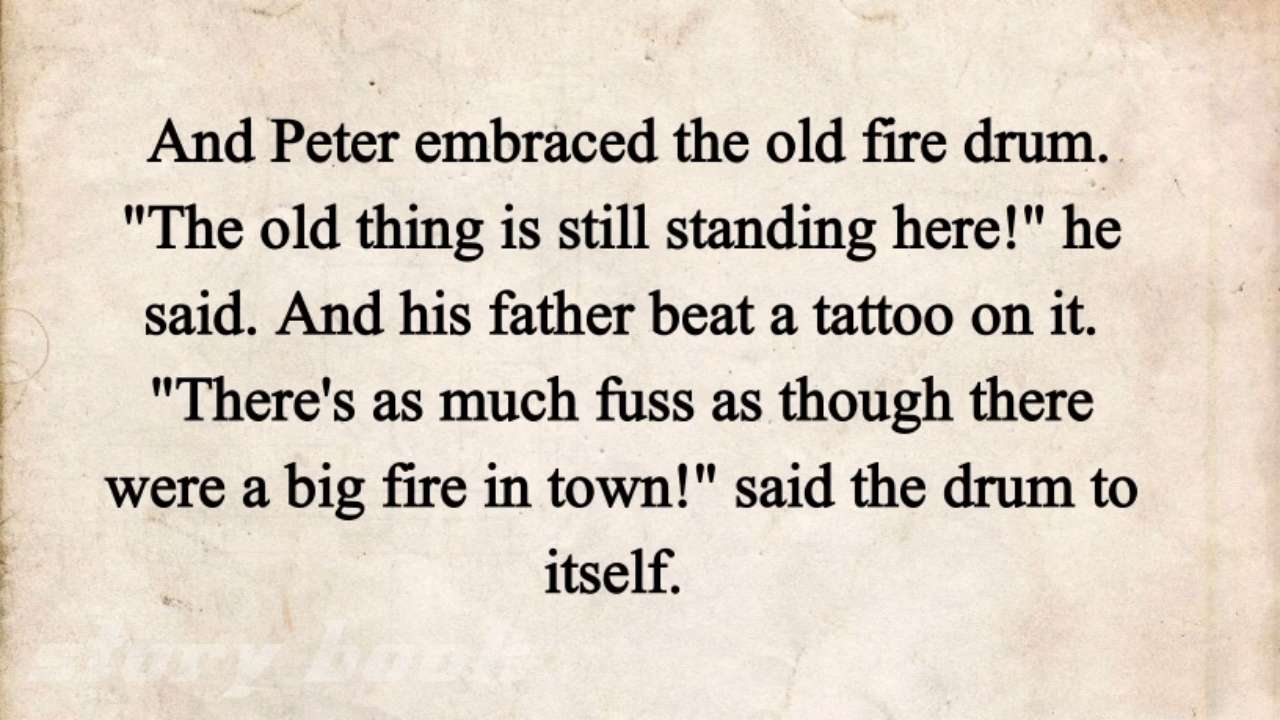 And Peter embraced the old fire drum.
"The old thing is still standing here!" he
said. And his father beat a tattoo on it.
"There's as much fuss as though there
were a big fire in town!" said the drum to
itself.
story book